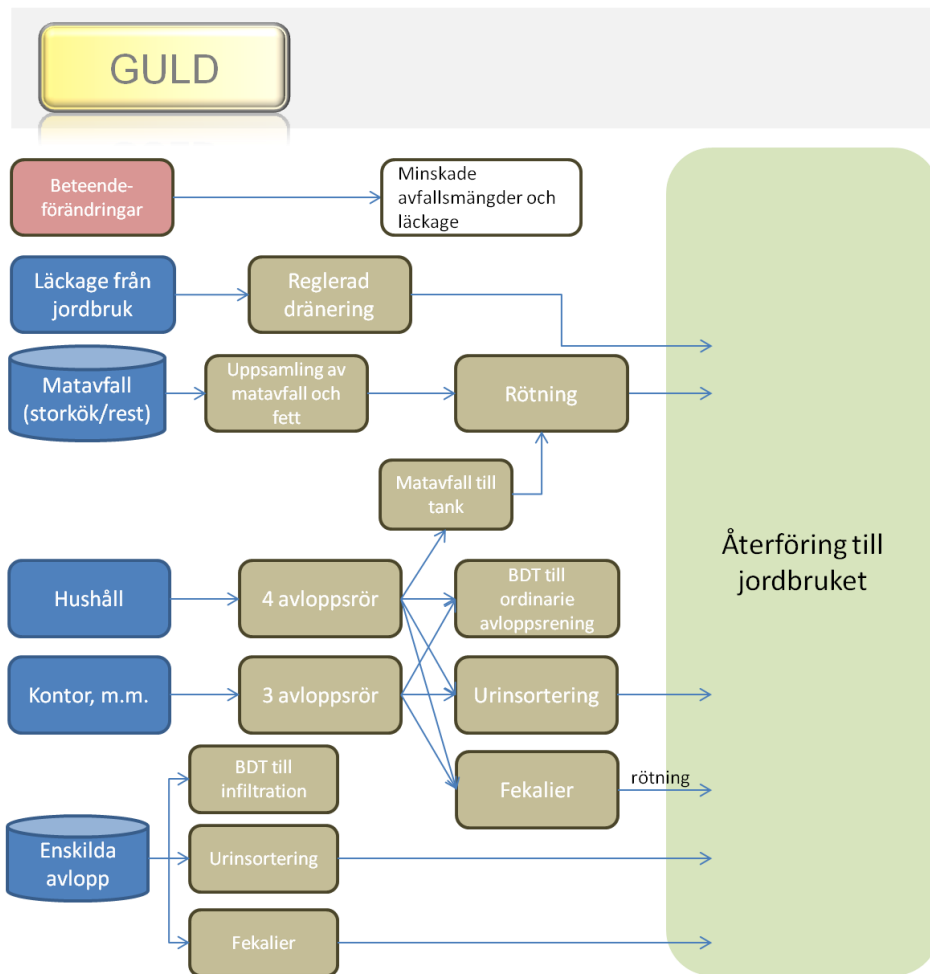 GULD
Beteende-
förändringar
Minskade
avfallsmängder och
läckage
Läckage från
jordbruk
Reglerad
dränering
Matavfall
(storkök/rest)
Uppsamling av
matavfall och
fett
Rötning
Matavfall till
tank
Återföring till
jordbruket
Hushåll
4 avloppsrör
BDT till
ordinarie
avloppsrening
Kontor, m.m.
3 avloppsrör
Urinsortering
BDT till
infiltration
Fekalier
rötning
Enskilda
avlopp
Urinsortering
Fekalier